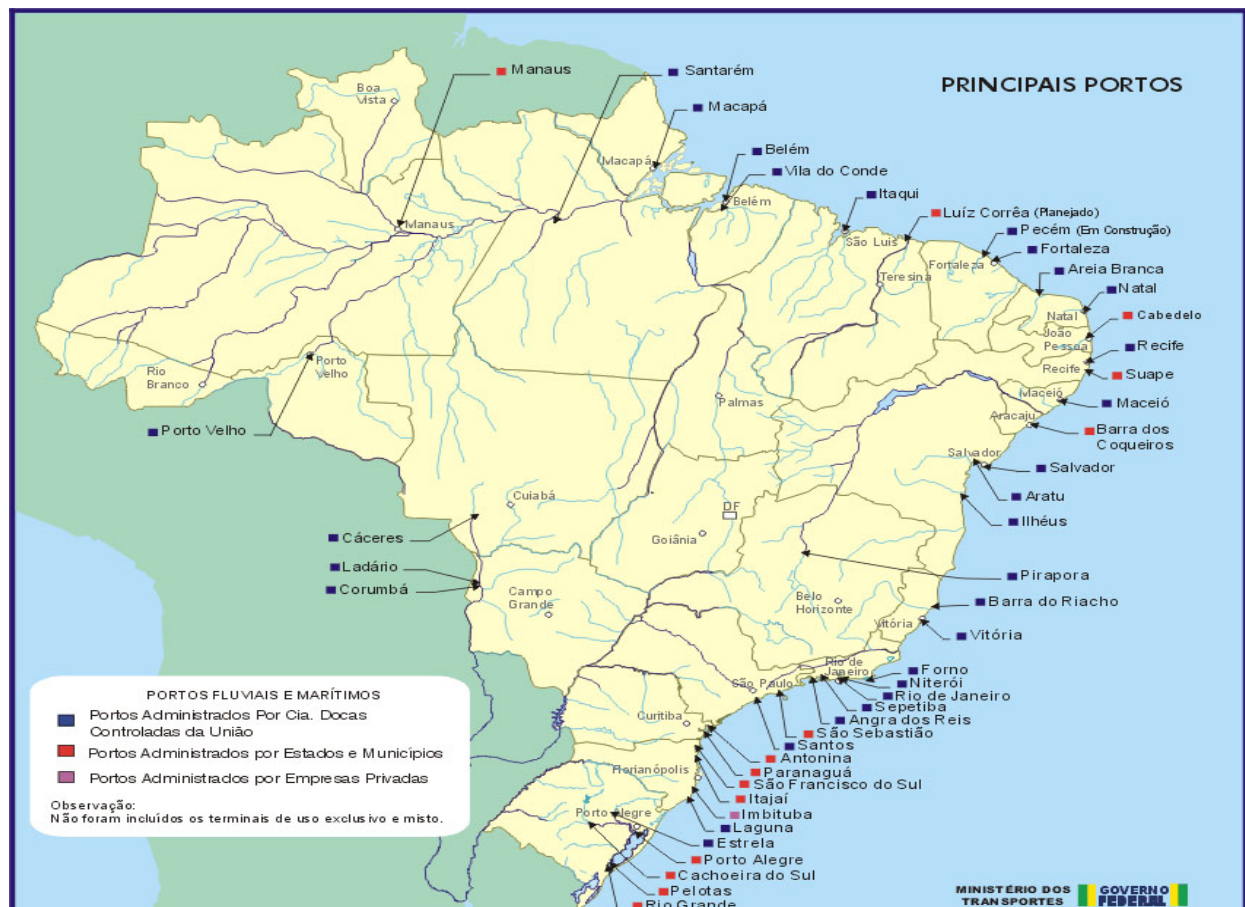 PRINCIPAIS PORTOS
Manaus
Santarém
Macapá
Belém
Vila do Conde
Itaqui
Luíz Corrêa (Planejado)
Pecém (Em Construção)
Fortaleza
Areia Branca
Natal
Cabedelo
Recife
Suape
Maceió
Barra dos
Coqueiros
Salvador
Aratu
Ilhéus
Pirapora
Barra do Riacho
Vitória
Forno
Niterói
Rio de Janeiro
Sepetiba
Angra dos Reis
São Sebastião
Santos
Antonina
Paranaguá
São Francisco do Sul
Itajaí
Imbituba
Laguna
Estrela
Porto Alegre
Cachoeira do Sul
Pelotas
Rio Grande
Porto Velho
Cáceres
Ladário
Corumbá
Boa
Vista
Macapá
Manaus
Belém
São Luis
Teresina
Fortaleza
Natal
João
Pessoa
Recife
Maceió
Aracaju
Salvador
Rio
Branco
Porto
Velho
Palmas
Cuiabá
DF
Goiânia
Campo
Grande
Belo
Horizonte
Vitória
Rio de
Janeiro
São Paulo
Curitiba
Florianópolis
Porto Alegre
PORTOS FLUVIAIS E MARÍTIMOS
Portos Administrados Por Cia. Docas
Controladas da União
Portos Administrados por Estados e Municípios
Portos Administrados por Empresas Privadas
Observação:
Não foram incluídos os terminais de uso exclusivo e misto.
MINISTÉRIO DOS
TRANSPORTES
GOVERNO
FEDERAL